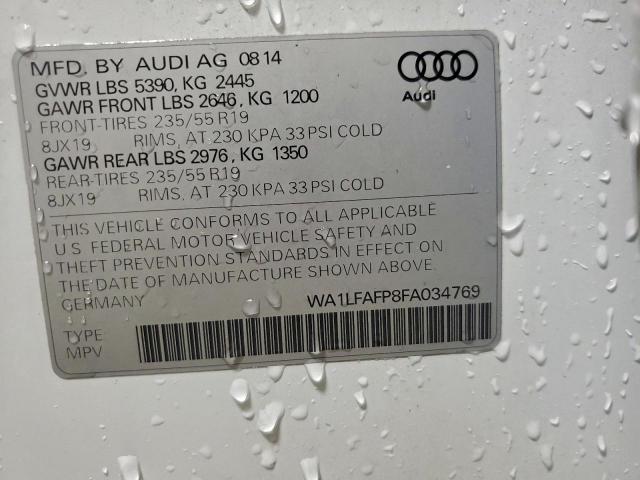 MFD. BY AUDI AG 08 14
GVWR LBS 5390, KG 2445
GAWR FRONT LBS 2646, KG 1200
FRONT-TIRES 235/55 R19
8JX19 RIMS, AT 230 KPA 33 PSI COLD
GAWR REAR LBS 2976, KG 1350
REAR-TIRES 235/55 R19
8JX19 RIMS, AT 230 KPA 33 PSI COLD
Audi
THIS VEHICLE CONFORMS TO ALL APPLICABLE
U.S. FEDERAL MOTOR VEHICLE SAFETY AND
THEFT PREVENTION STANDARDS IN EFFECT ON
THE DATE OF MANUFACTURE SHOWN ABOVE
GERMANY WA1LFAFP8FA034769
TYPE
MPV